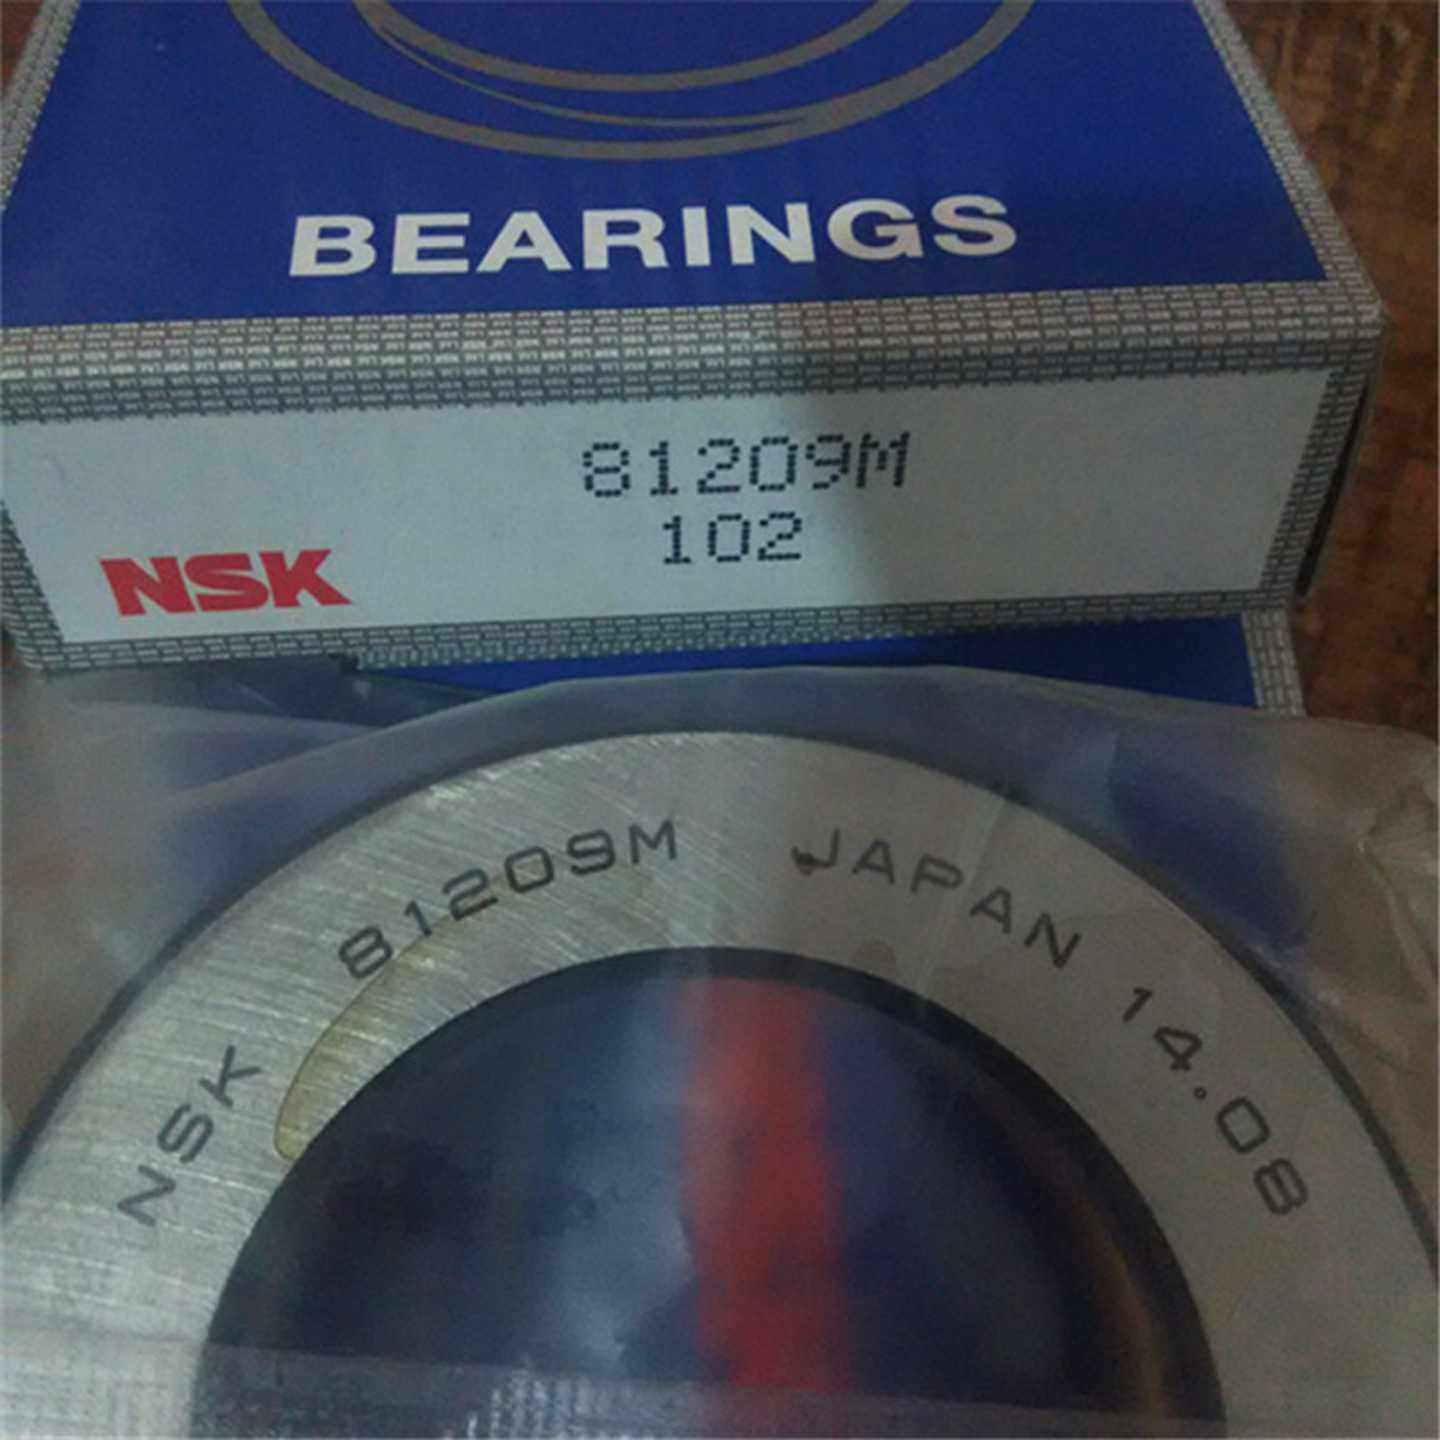 BEARINGS
81209M
102
NSK
NSK 81209M JAPAN 14.08